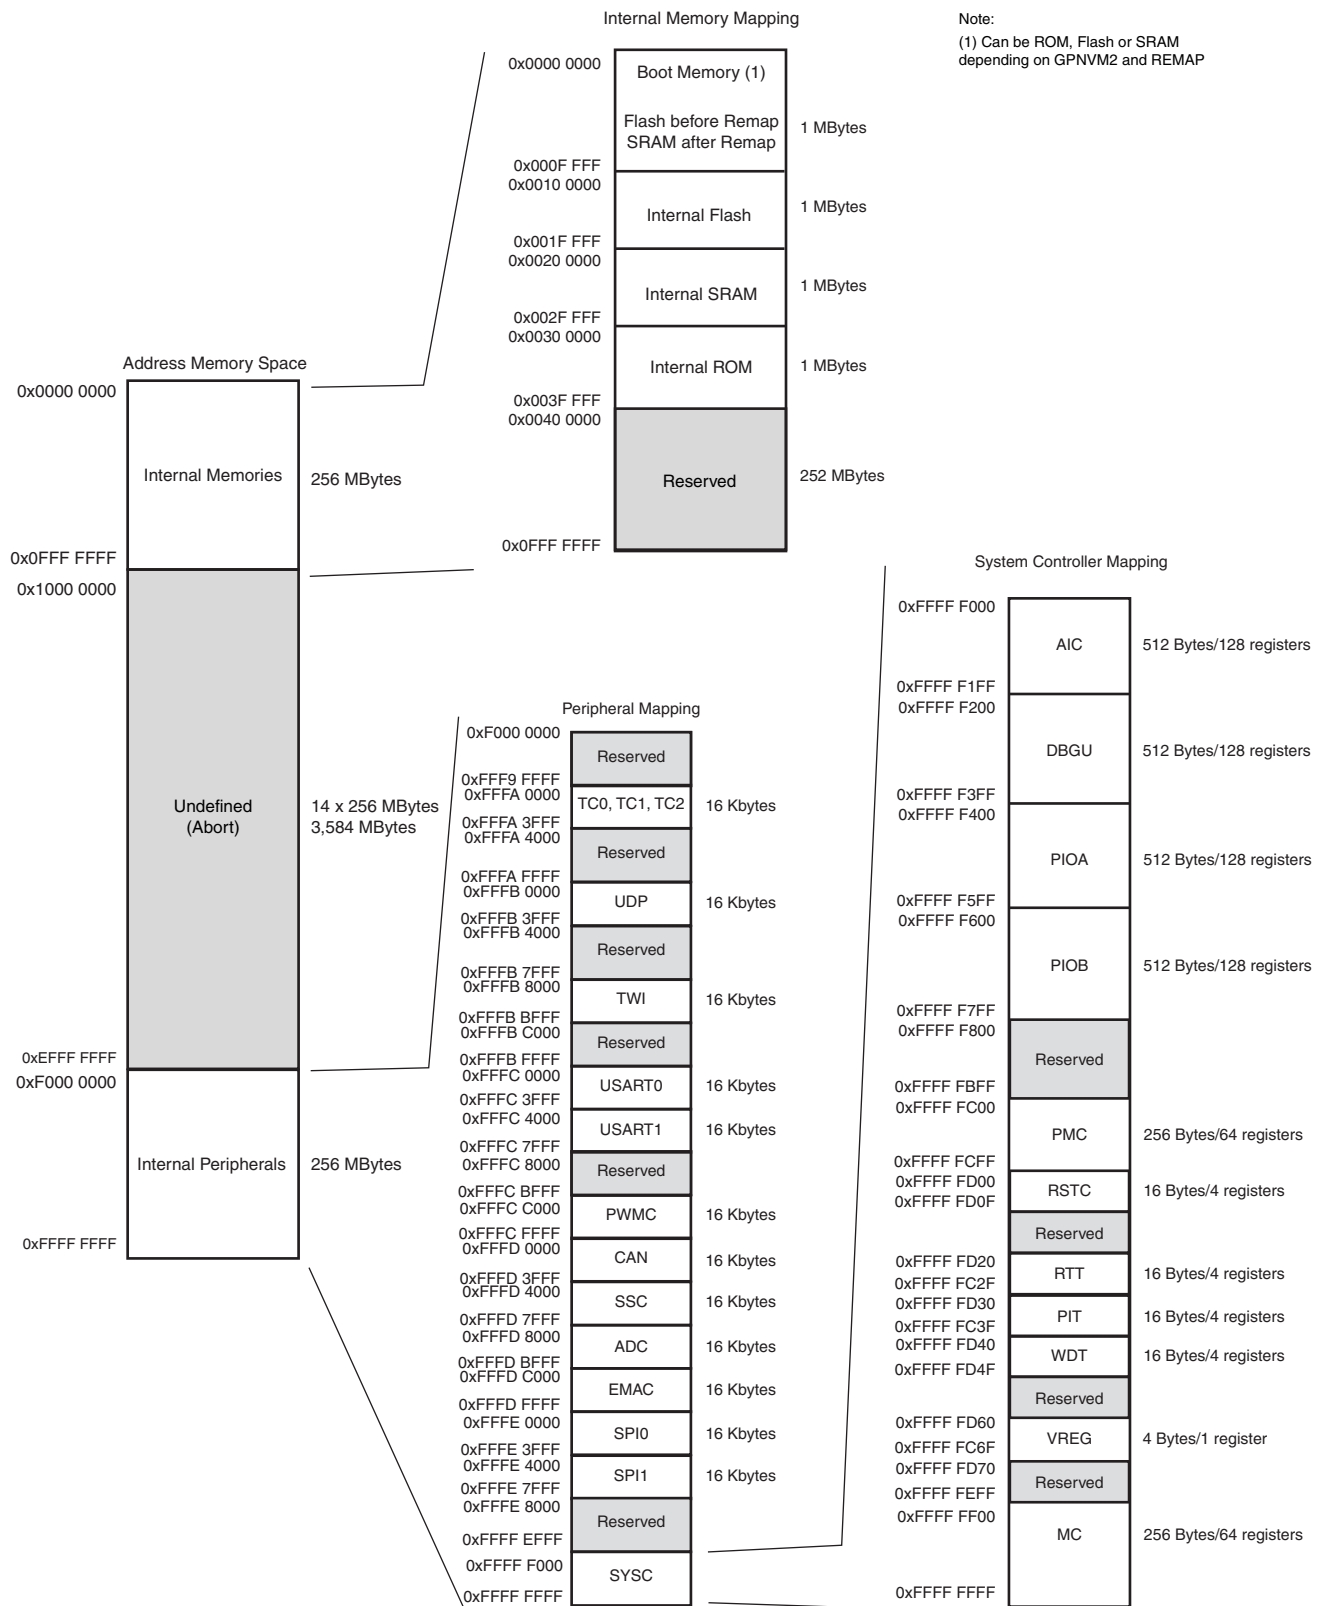 Internal Memory Mapping
Note:
(1) Can be ROM, Flash or SRAM
depending on GPNVM2 and REMAP
0x0000 0000
Boot Memory (1)
Flash before Remap
SRAM after Remap
1 MBytes
0x000F FFF
0x0010 0000
Internal Flash
1 MBytes
0x001F FFF
0x0020 0000
Internal SRAM
1 MBytes
0x002F FFF
0x0030 0000
Internal ROM
1 MBytes
0x003F FFF
0x0040 0000
Reserved
252 MBytes
0x0FFF FFFF
Address Memory Space
0x0000 0000
Internal Memories
256 MBytes
0x0FFF FFFF
0x1000 0000
Undefined
(Abort)
14 x 256 MBytes
3,584 MBytes
0xEFFF FFFF
0xF000 0000
Internal Peripherals
256 MBytes
0xFFFF FFFF
Peripheral Mapping
0xF000 0000
Reserved
0xFFF9 FFFF
0xFFFA 0000
TC0, TC1, TC2
16 Kbytes
0xFFFA 3FFF
0xFFFA 4000
Reserved
0xFFFA FFFF
0xFFFB 0000
UDP
16 Kbytes
0xFFFB 3FFF
0xFFFB 4000
Reserved
0xFFFB 7FFF
0xFFFB 8000
TWI
16 Kbytes
0xFFFB BFFF
0xFFFB C000
Reserved
0xFFFB FFFF
0xFFFC 0000
USART0
16 Kbytes
0xFFFC 3FFF
0xFFFC 4000
USART1
16 Kbytes
0xFFFC 7FFF
0xFFFC 8000
Reserved
0xFFFC BFFF
0xFFFC C000
PWMC
16 Kbytes
0xFFFC FFFF
0xFFFD 0000
CAN
16 Kbytes
0xFFFD 3FFF
0xFFFD 4000
SSC
16 Kbytes
0xFFFD 7FFF
0xFFFD 8000
ADC
16 Kbytes
0xFFFD BFFF
0xFFFD C000
EMAC
16 Kbytes
0xFFFD FFFF
0xFFFE 0000
SPI0
16 Kbytes
0xFFFE 3FFF
0xFFFE 4000
SPI1
16 Kbytes
0xFFFE 7FFF
0xFFFE 8000
Reserved
0xFFFF EFFF
0xFFFF F000
SYSC
0xFFFF FFFF
System Controller Mapping
0xFFFF F000
AIC
512 Bytes/128 registers
0xFFFF F1FF
0xFFFF F200
DBGU
512 Bytes/128 registers
0xFFFF F3FF
0xFFFF F400
PIOA
512 Bytes/128 registers
0xFFFF F5FF
0xFFFF F600
PIOB
512 Bytes/128 registers
0xFFFF F7FF
0xFFFF F800
Reserved
0xFFFF FBFF
0xFFFF FC00
PMC
256 Bytes/64 registers
0xFFFF FCFF
0xFFFF FD00
RSTC
16 Bytes/4 registers
0xFFFF FD0F
Reserved
0xFFFF FD20
RTT
16 Bytes/4 registers
0xFFFF FC2F
0xFFFF FD30
PIT
16 Bytes/4 registers
0xFFFF FC3F
0xFFFF FD40
WDT
16 Bytes/4 registers
0xFFFF FD4F
Reserved
0xFFFF FD60
VREG
4 Bytes/1 register
0xFFFF FC6F
0xFFFF FD70
Reserved
0xFFFF FEFF
0xFFFF FF00
MC
256 Bytes/64 registers
0xFFFF FFFF